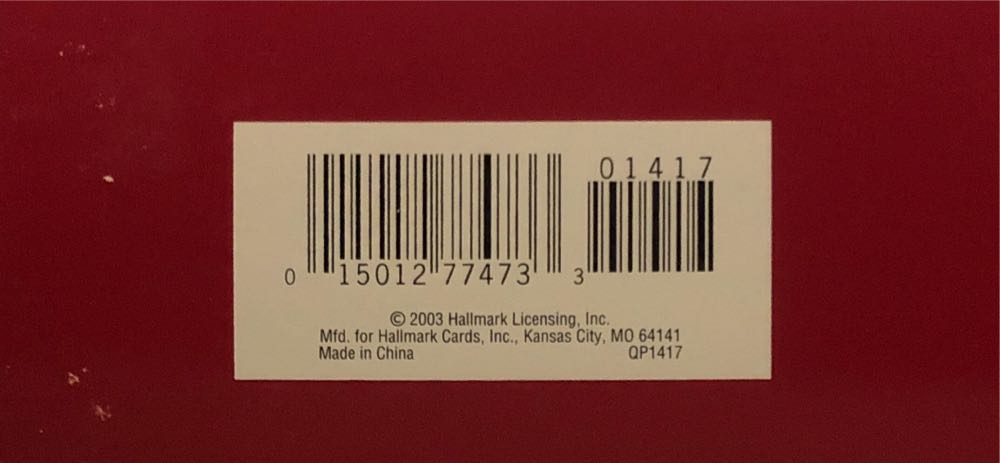 01417
0 15012 77473 3
© 2003 Hallmark Licensing, Inc.
Mfd. for Hallmark Cards, Inc., Kansas City, MO 64141
Made in China QP1417